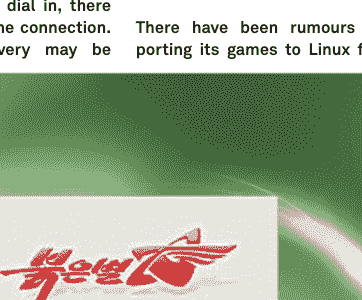 dial in, there
ne connection.
very may be
There have been rumours
porting its games to Linux f
붉은별